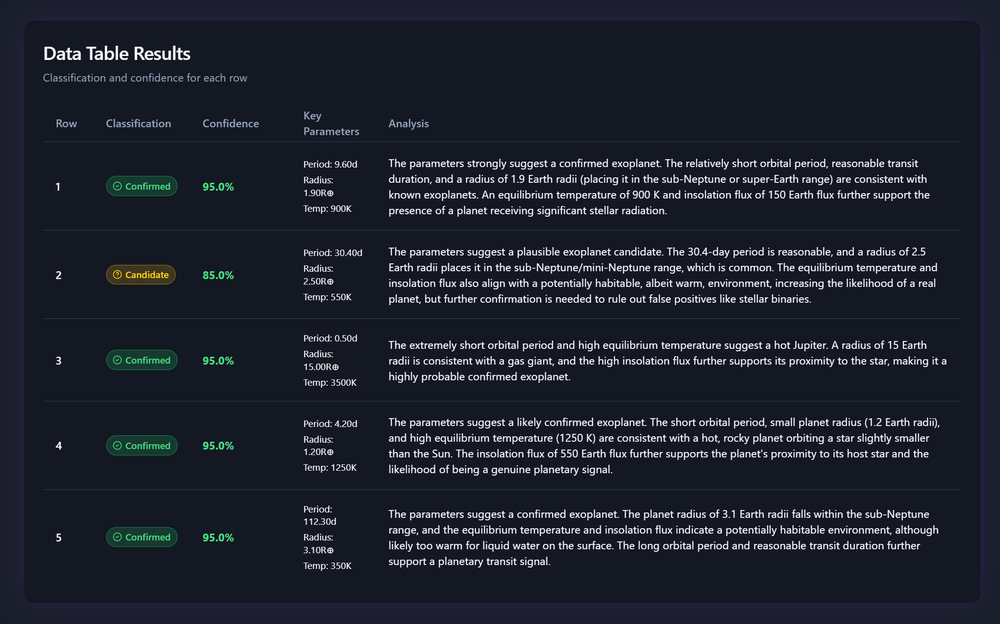 Data Table Results
Classification and confidence for each row
Row
Classification
Confidence
Key
Parameters
Analysis
1
Confirmed
95.0%
Period: 9.60d
Radius:
1.90R⊕
Temp: 900K
The parameters strongly suggest a confirmed exoplanet. The relatively short orbital period, reasonable transit
duration, and a radius of 1.9 Earth radii (placing it in the sub-Neptune or super-Earth range) are consistent with
known exoplanets. An equilibrium temperature of 900 K and insolation flux of 150 Earth flux further support the
presence of a planet receiving significant stellar radiation.
2
Candidate
85.0%
Period: 30.40d
Radius:
2.50R⊕
Temp: 550K
The parameters suggest a plausible exoplanet candidate. The 30.4-day period is reasonable, and a radius of 2.5
Earth radii places it in the sub-Neptune/mini-Neptune range, which is common. The equilibrium temperature and
insolation flux also align with a potentially habitable, albeit warm, environment, increasing the likelihood of a real
planet, but further confirmation is needed to rule out false positives like stellar binaries.
3
Confirmed
95.0%
Period: 0.50d
Radius:
15.00R⊕
Temp: 3500K
The extremely short orbital period and high equilibrium temperature suggest a hot Jupiter. A radius of 15 Earth
radii is consistent with a gas giant, and the high insolation flux further supports its proximity to the star, making it a
highly probable confirmed exoplanet.
4
Confirmed
95.0%
Period: 4.20d
Radius:
1.20R⊕
Temp: 1250K
The parameters suggest a likely confirmed exoplanet. The short orbital period, small planet radius (1.2 Earth radii),
and high equilibrium temperature (1250 K) are consistent with a hot, rocky planet orbiting a star slightly smaller
than the Sun. The insolation flux of 550 Earth flux further supports the planet's proximity to its host star and the
likelihood of being a genuine planetary signal.
5
Confirmed
95.0%
Period:
112.30d
Radius:
3.10R⊕
Temp: 350K
The parameters suggest a confirmed exoplanet. The planet radius of 3.1 Earth radii falls within the sub-Neptune
range, and the equilibrium temperature and insolation flux indicate a potentially habitable environment, although
likely too warm for liquid water on the surface. The long orbital period and reasonable transit duration further
support a planetary transit signal.